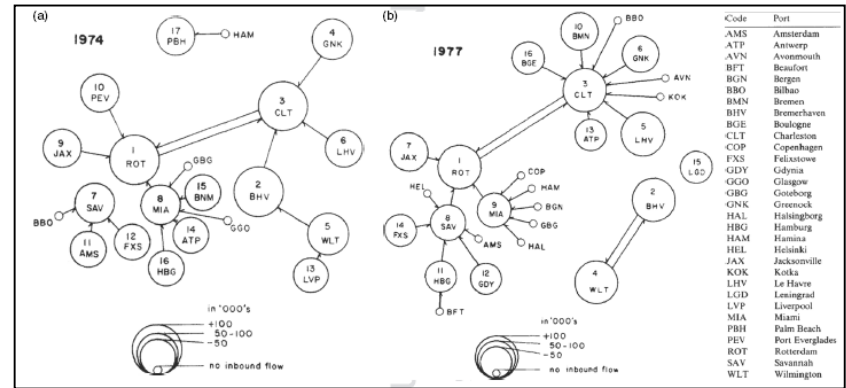 (a)
1974
17
PBH
HAM
4
GNK
10
PEV
3
CLT
9
JAX
1
ROT
6
LHV
GBG
15
BNM
2
BHV
7
SAV
8
MIA
BBO
GGO
14
ATP
5
WLT
11
AMS
12
FXS
16
HBG
13
LVP
in '000's
+100
50-100
-50
no inbound flow
(b)
1977
BBO
10
BMN
6
GNK
16
BGE
3
CLT
AVN
KOK
13
ATP
5
LHV
7
JAX
1
ROT
15
LGD
COP
HAM
HEL
2
BHV
9
MIA
BGN
8
SAV
GBG
14
FXS
AMS
HAL
4
WLT
11
HBG
12
GDY
BFT
in '000's
+100
50-100
-50
no inbound flow
Code Port
AMS Amsterdam
ATP Antwerp
AVN Avonmouth
BFT Beaufort
BGN Bergen
BBO Bilbao
BMN Bremen
BHV Bremerhaven
BGE Boulogne
CLT Charleston
COP Copenhagen
FXS Felixstowe
GDY Gdynia
GGO Glasgow
GBG Goteborg
GNK Greenock
HAL Halsingborg
HBG Hamburg
HAM Hamina
HEL Helsinki
JAX Jacksonville
KOK Kotka
LHV Le Havre
LGD Leningrad
LVP Liverpool
MIA Miami
PBH Palm Beach
PEV Port Everglades
ROT Rotterdam
SAV Savannah
WLT Wilmington